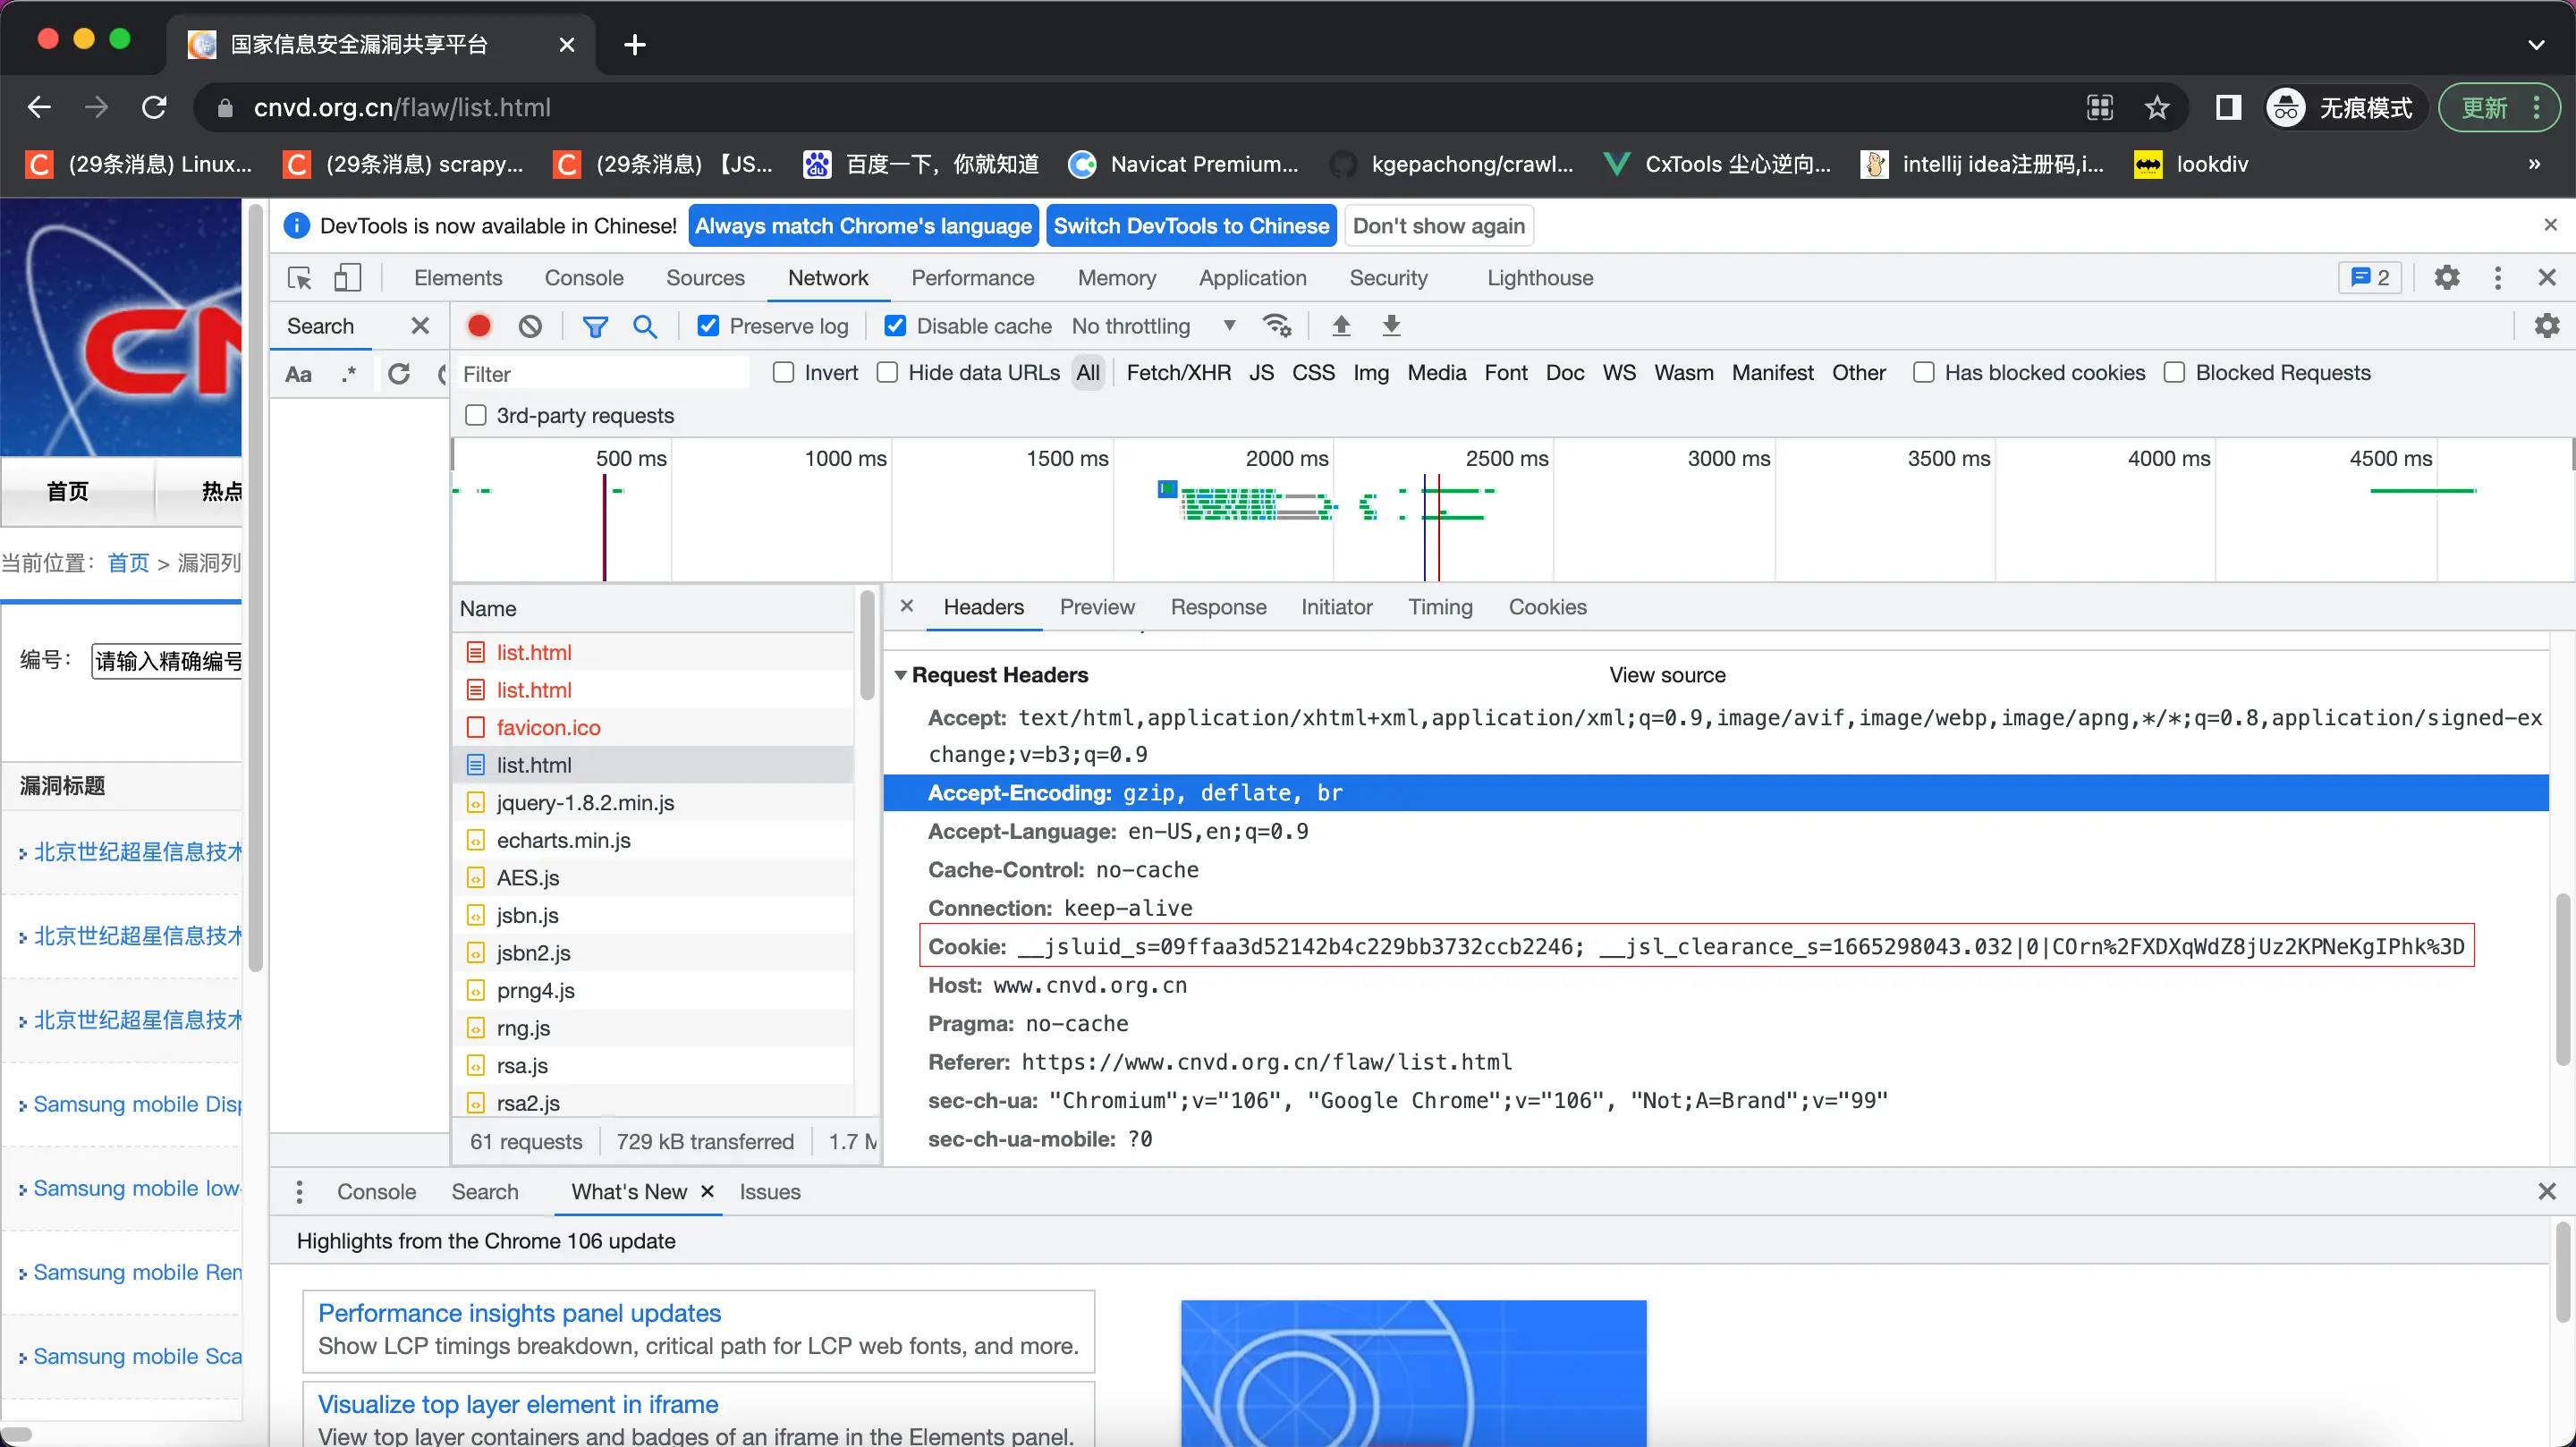 国家信息安全漏洞共享平台
cnvd.org.cn/flaw/list.html
无痕模式
更新
(29条消息) Linux...
(29条消息) scrapy...
(29条消息) 【JS...
百度一下，你就知道
Navicat Premium...
kgepachong/crawl...
CxTools 尘心逆向...
intellij idea注册码,i...
lookdiv
»
DevTools is now available in Chinese! Always match Chrome's language Switch DevTools to Chinese Don't show again
Elements Console Sources Network Performance Memory Application Security Lighthouse 2
Search
Preserve log Disable cache No throttling
Aa .*
Filter Invert Hide data URLs All Fetch/XHR JS CSS Img Media Font Doc WS Wasm Manifest Other Has blocked cookies Blocked Requests
3rd-party requests
500 ms 1000 ms 1500 ms 2000 ms 2500 ms 3000 ms 3500 ms 4000 ms 4500 ms
CN
首页 热点
当前位置：首页 > 漏洞列
编号： 请输入精确编号
漏洞标题
北京世纪超星信息技术
北京世纪超星信息技术
北京世纪超星信息技术
Samsung mobile Disp
Samsung mobile low-
Samsung mobile Ren
Samsung mobile Sca
Name
list.html
list.html
favicon.ico
list.html
jquery-1.8.2.min.js
echarts.min.js
AES.js
jsbn.js
jsbn2.js
prng4.js
rng.js
rsa.js
rsa2.js
61 requests 729 kB transferred 1.7 M
Headers Preview Response Initiator Timing Cookies
Request Headers View source
Accept: text/html,application/xhtml+xml,application/xml;q=0.9,image/avif,image/webp,image/apng,*/*;q=0.8,application/signed-ex
change;v=b3;q=0.9
Accept-Encoding: gzip, deflate, br
Accept-Language: en-US,en;q=0.9
Cache-Control: no-cache
Connection: keep-alive
Cookie: __jsluid_s=09ffaa3d52142b4c229bb3732ccb2246; __jsl_clearance_s=1665298043.032|0|COrn%2FXDXqWdZ8jUz2KPNeKgIPhk%3D
Host: www.cnvd.org.cn
Pragma: no-cache
Referer: https://www.cnvd.org.cn/flaw/list.html
sec-ch-ua: "Chromium";v="106", "Google Chrome";v="106", "Not;A=Brand";v="99"
sec-ch-ua-mobile: ?0
Console Search What's New Issues
Highlights from the Chrome 106 update
Performance insights panel updates
Show LCP timings breakdown, critical path for LCP web fonts, and more.
Visualize top layer element in iframe
View top layer containers and badges of an iframe in the Elements panel.